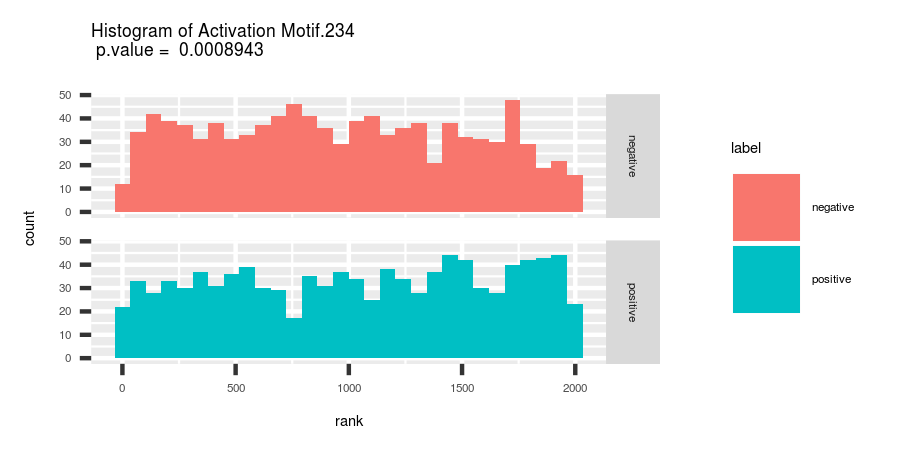 Histogram of Activation Motif.234
p.value = 0.0008943
count
50
40
30
20
10
0
negative
50
40
30
20
10
0
positive
0
500
1000
1500
2000
rank
label
negative
positive